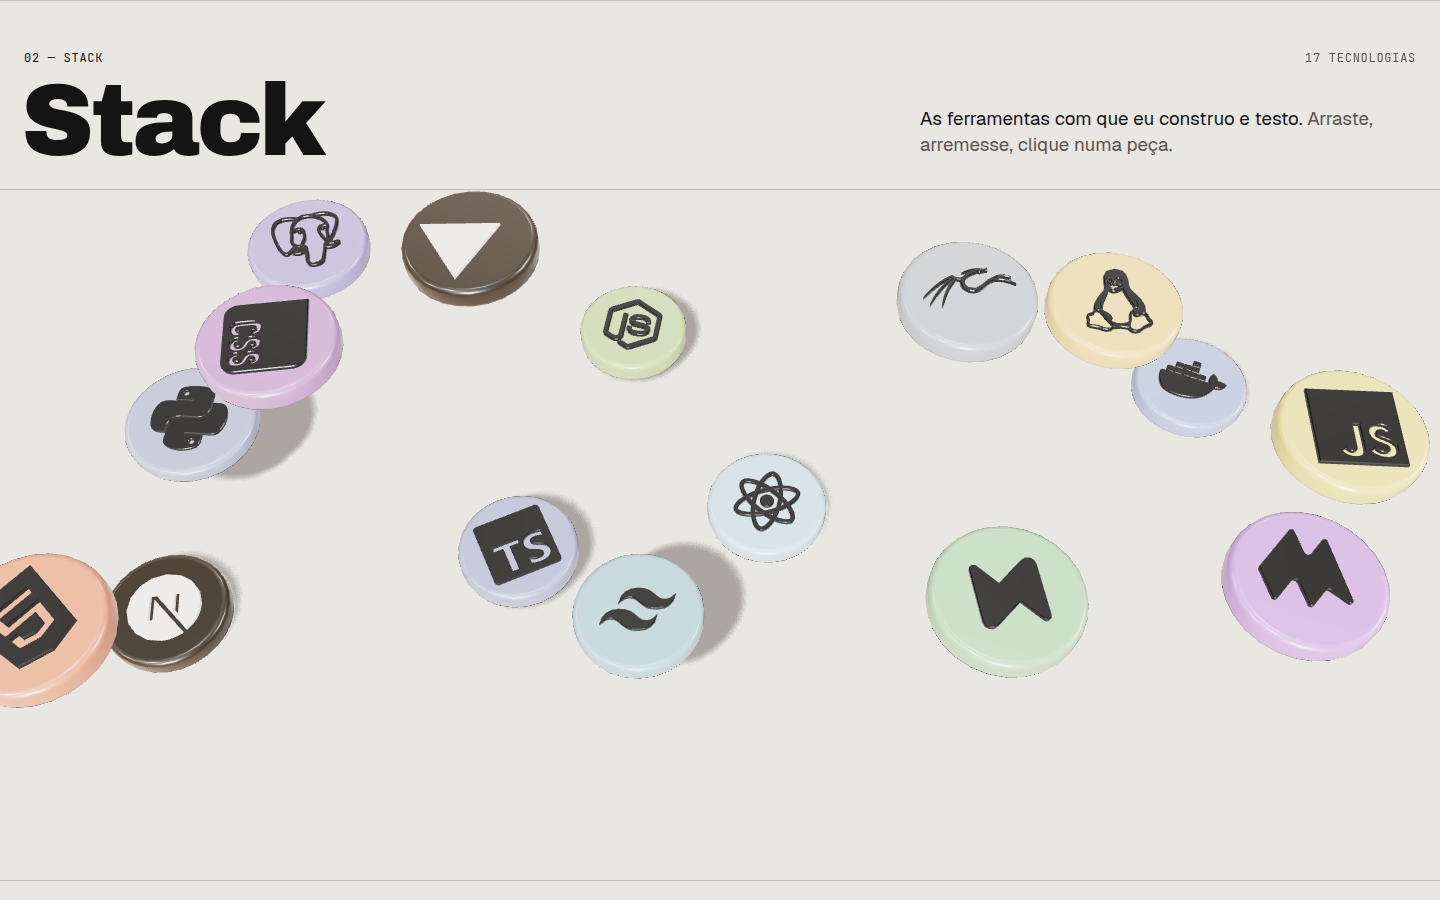 02 — STACK
17 TECNOLOGIAS
Stack
As ferramentas com que eu construo e testo. Arraste,
arremesse, clique numa peça.
JS
CSS
JS
TS
N
5